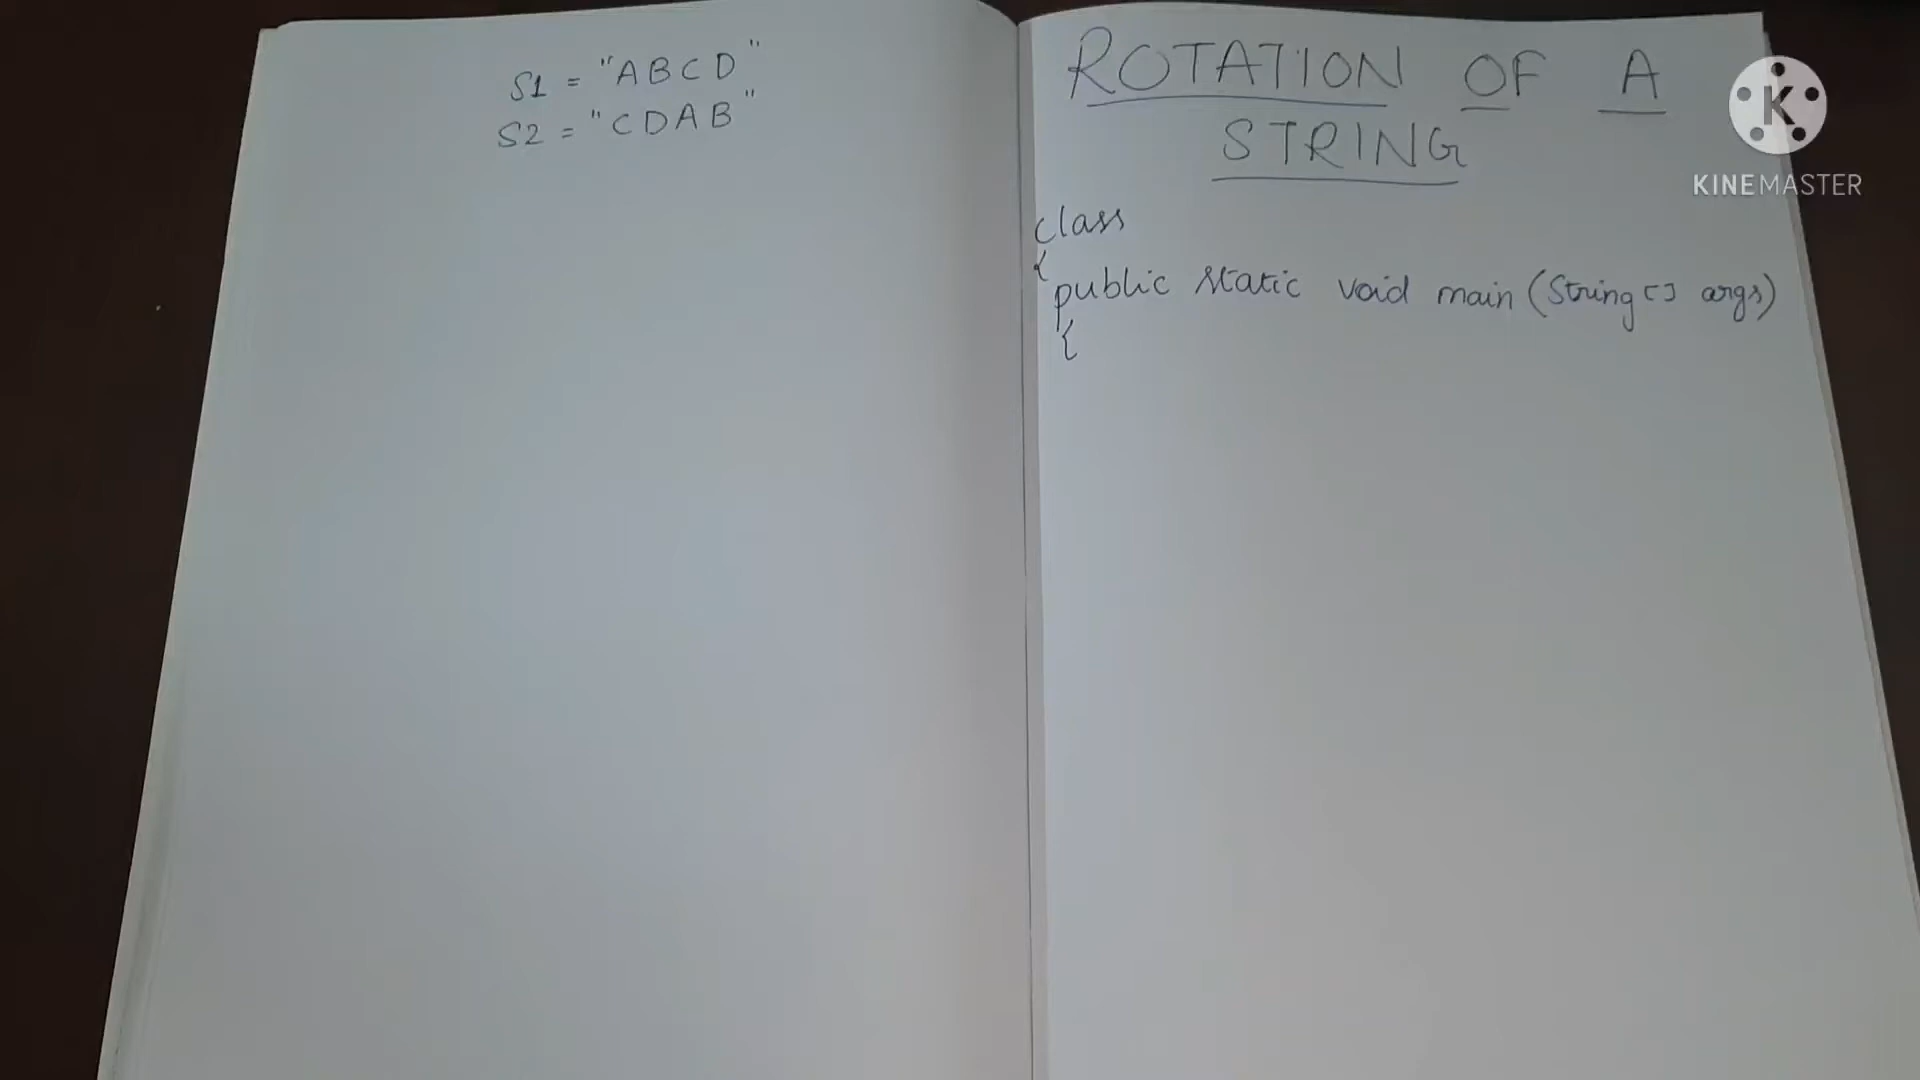 S1 = "ABCD"
S2 = "CDAB"
ROTATION OF A
STRING
class
{
public static void main (String [] args)
{
K
KINEMASTER